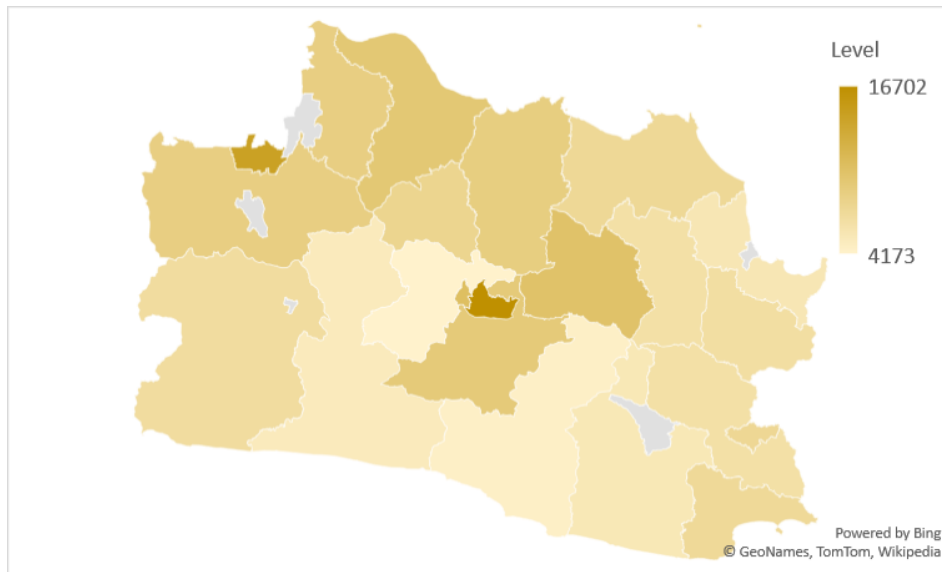 Level
16702
4173
Powered by Bing
© GeoNames, TomTom, Wikipedia